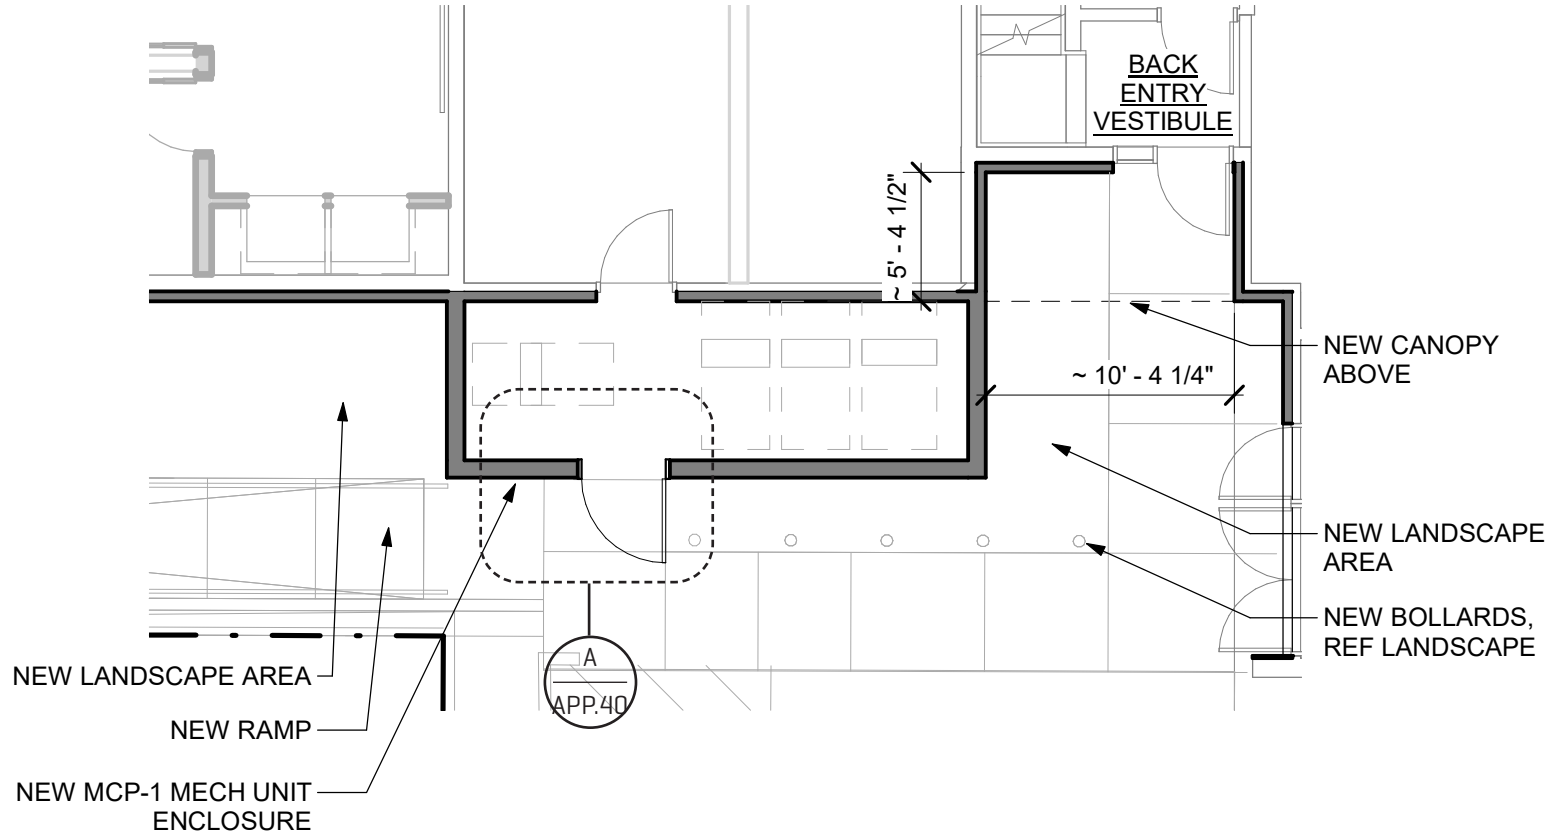 BACK
ENTRY
VESTIBULE
~ 5' - 4 1/2"
~ 10' - 4 1/4"
NEW CANOPY
ABOVE
NEW LANDSCAPE
AREA
NEW BOLLARDS,
REF LANDSCAPE
NEW LANDSCAPE AREA
NEW RAMP
NEW MCP-1 MECH UNIT
ENCLOSURE
A
APP.40